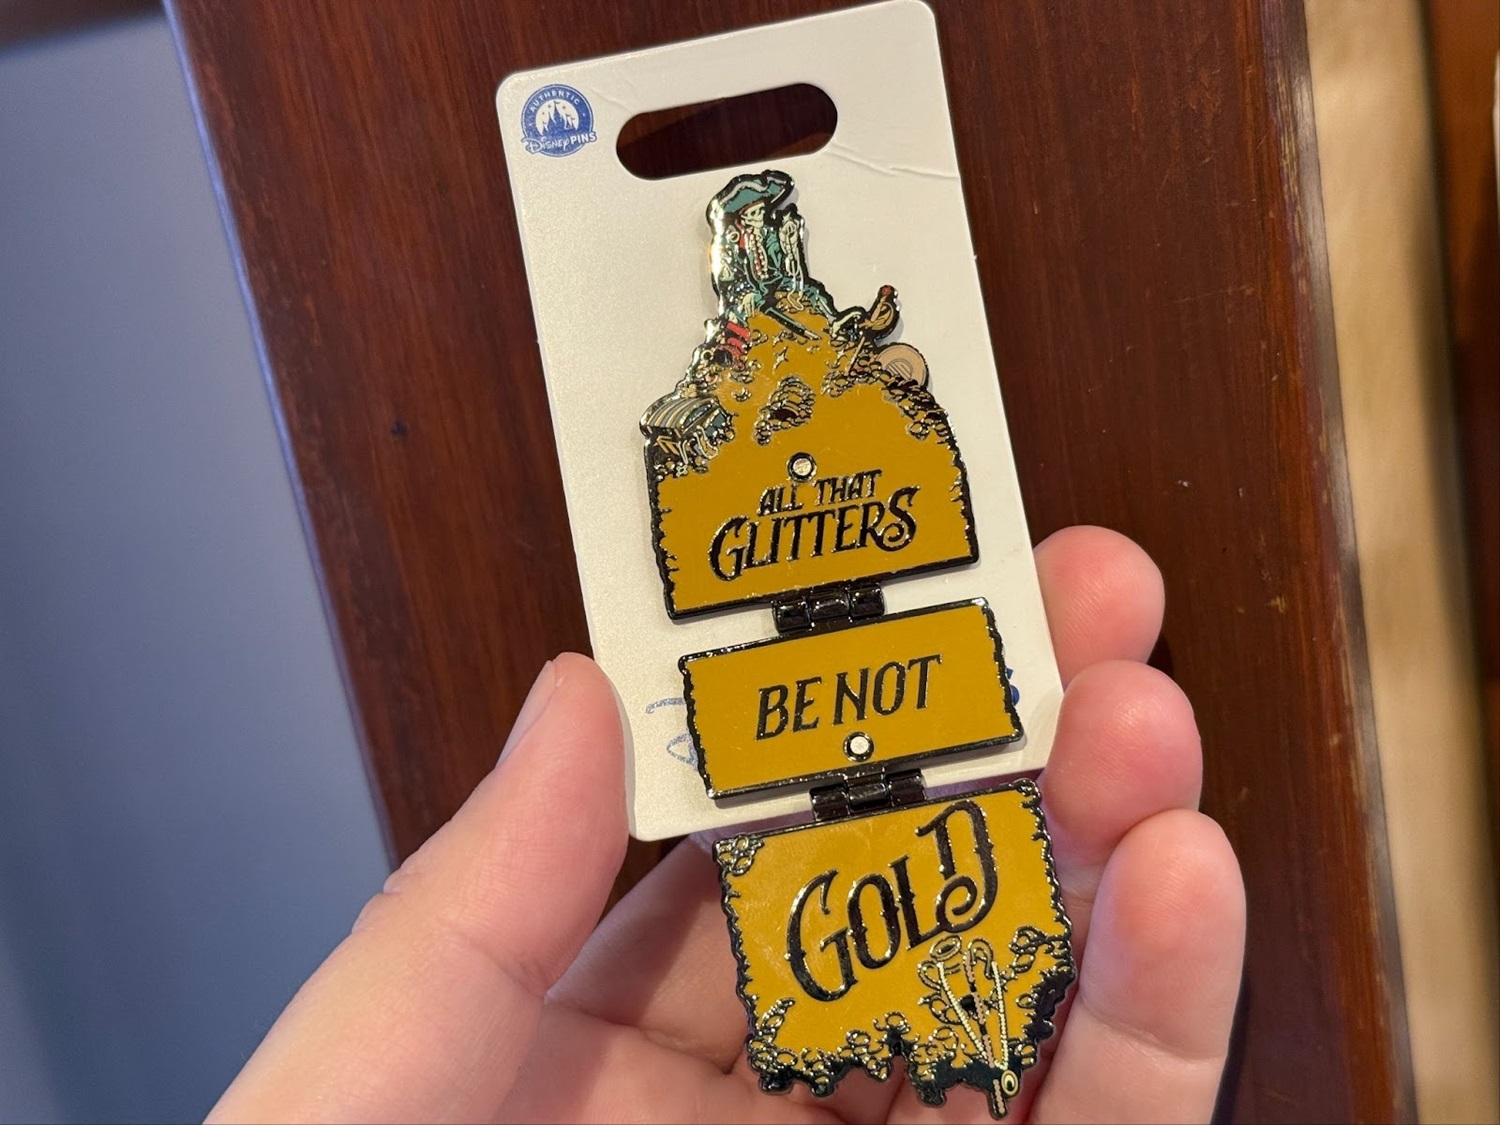 AUTHENTIC
Disney PINS
ALL THAT
GLITTERS
BE NOT
GOLD